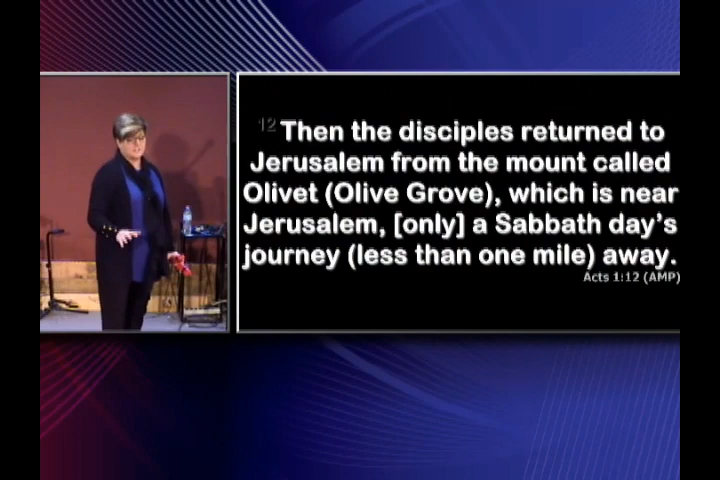 12 Then the disciples returned to
Jerusalem from the mount called
Olivet (Olive Grove), which is near
Jerusalem, [only] a Sabbath day's
journey (less than one mile) away.
Acts 1:12 (AMP)